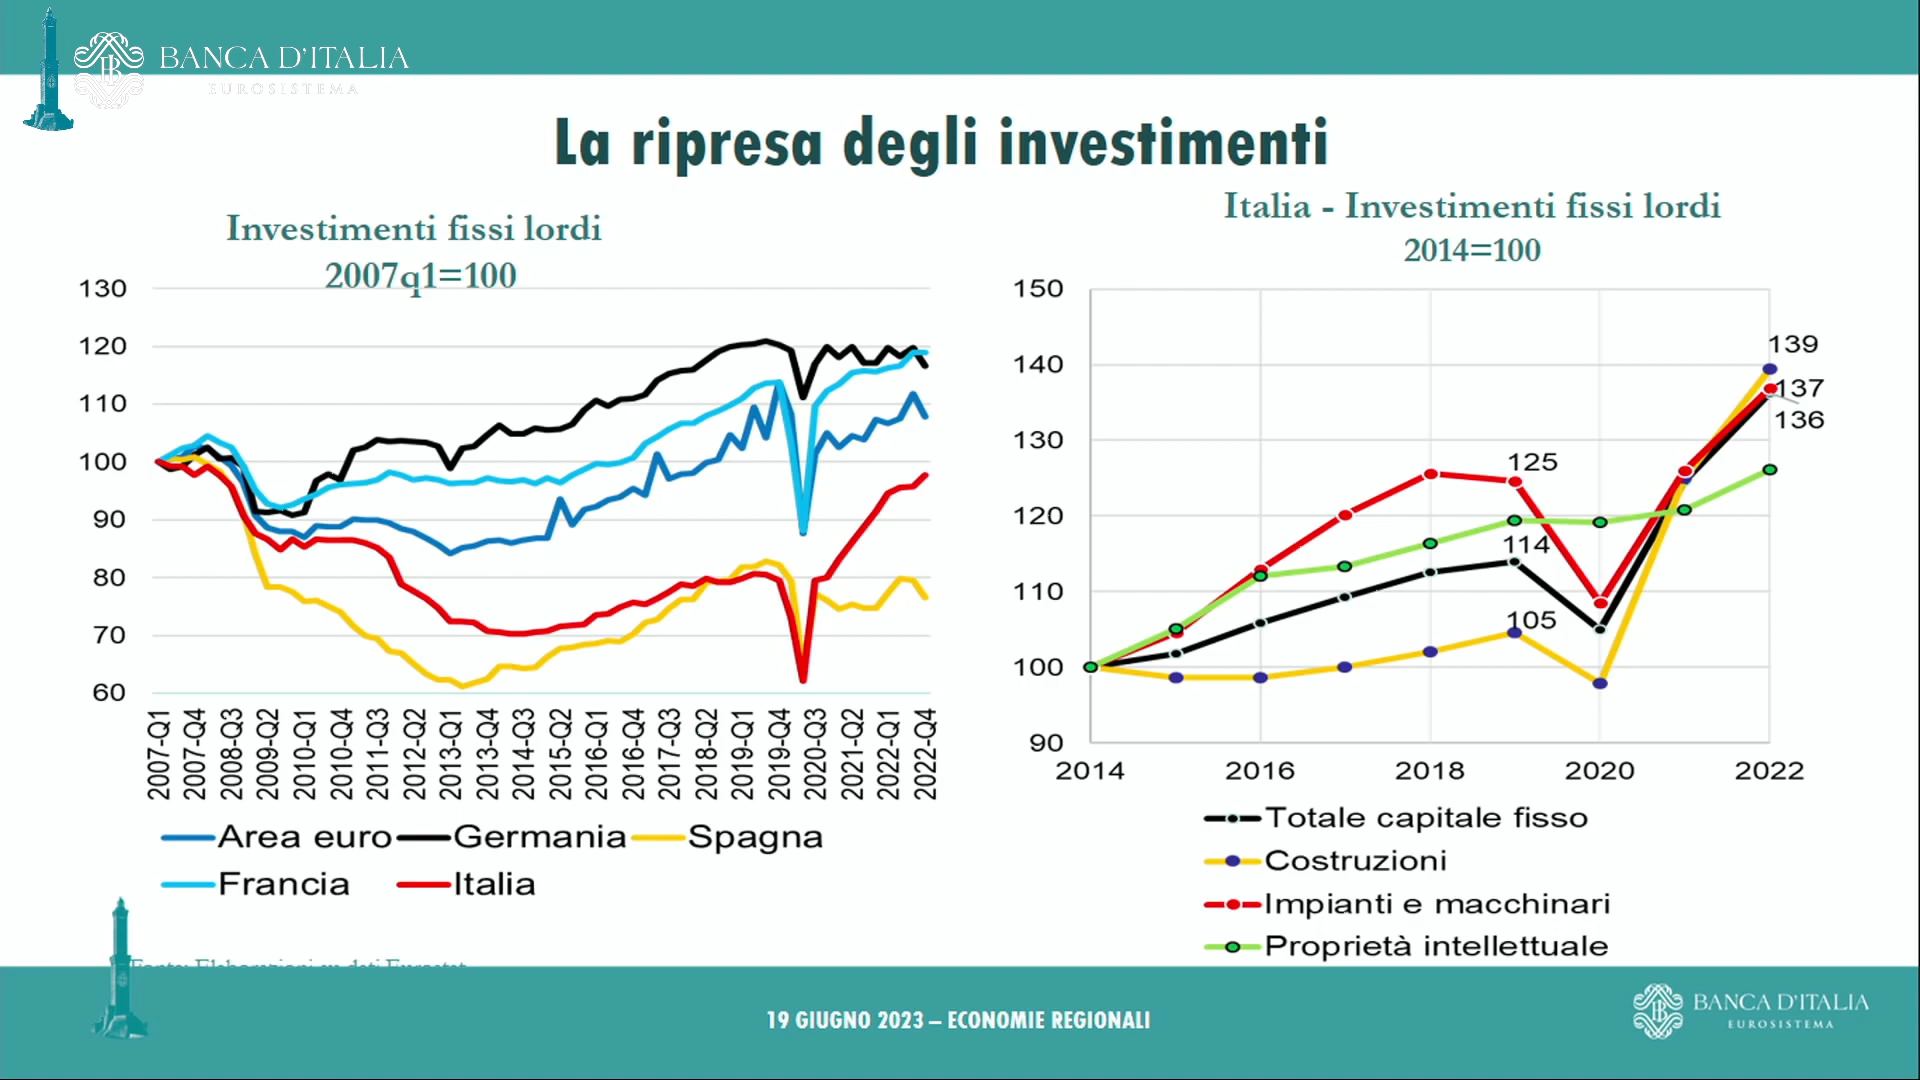 BANCA D'ITALIA
EUROSISTEMA
La ripresa degli investimenti
Investimenti fissi lordi
2007q1=100
130
120
110
100
90
80
70
60
2007-Q1
2007-Q4
2008-Q3
2009-Q2
2010-Q1
2010-Q4
2011-Q3
2012-Q2
2013-Q1
2013-Q4
2014-Q3
2015-Q2
2016-Q1
2016-Q4
2017-Q3
2018-Q2
2019-Q1
2019-Q4
2020-Q3
2021-Q2
2022-Q1
2022-Q4
Area euro
Germania
Spagna
Francia
Italia
Fonte: Elaborazioni su dati Eurostat
Italia - Investimenti fissi lordi
2014=100
150
140
130
120
110
100
90
139
137
136
125
114
105
2014
2016
2018
2020
2022
Totale capitale fisso
Costruzioni
Impianti e macchinari
Proprietà intellettuale
19 GIUGNO 2023 – ECONOMIE REGIONALI
BANCA D'ITALIA
EUROSISTEMA